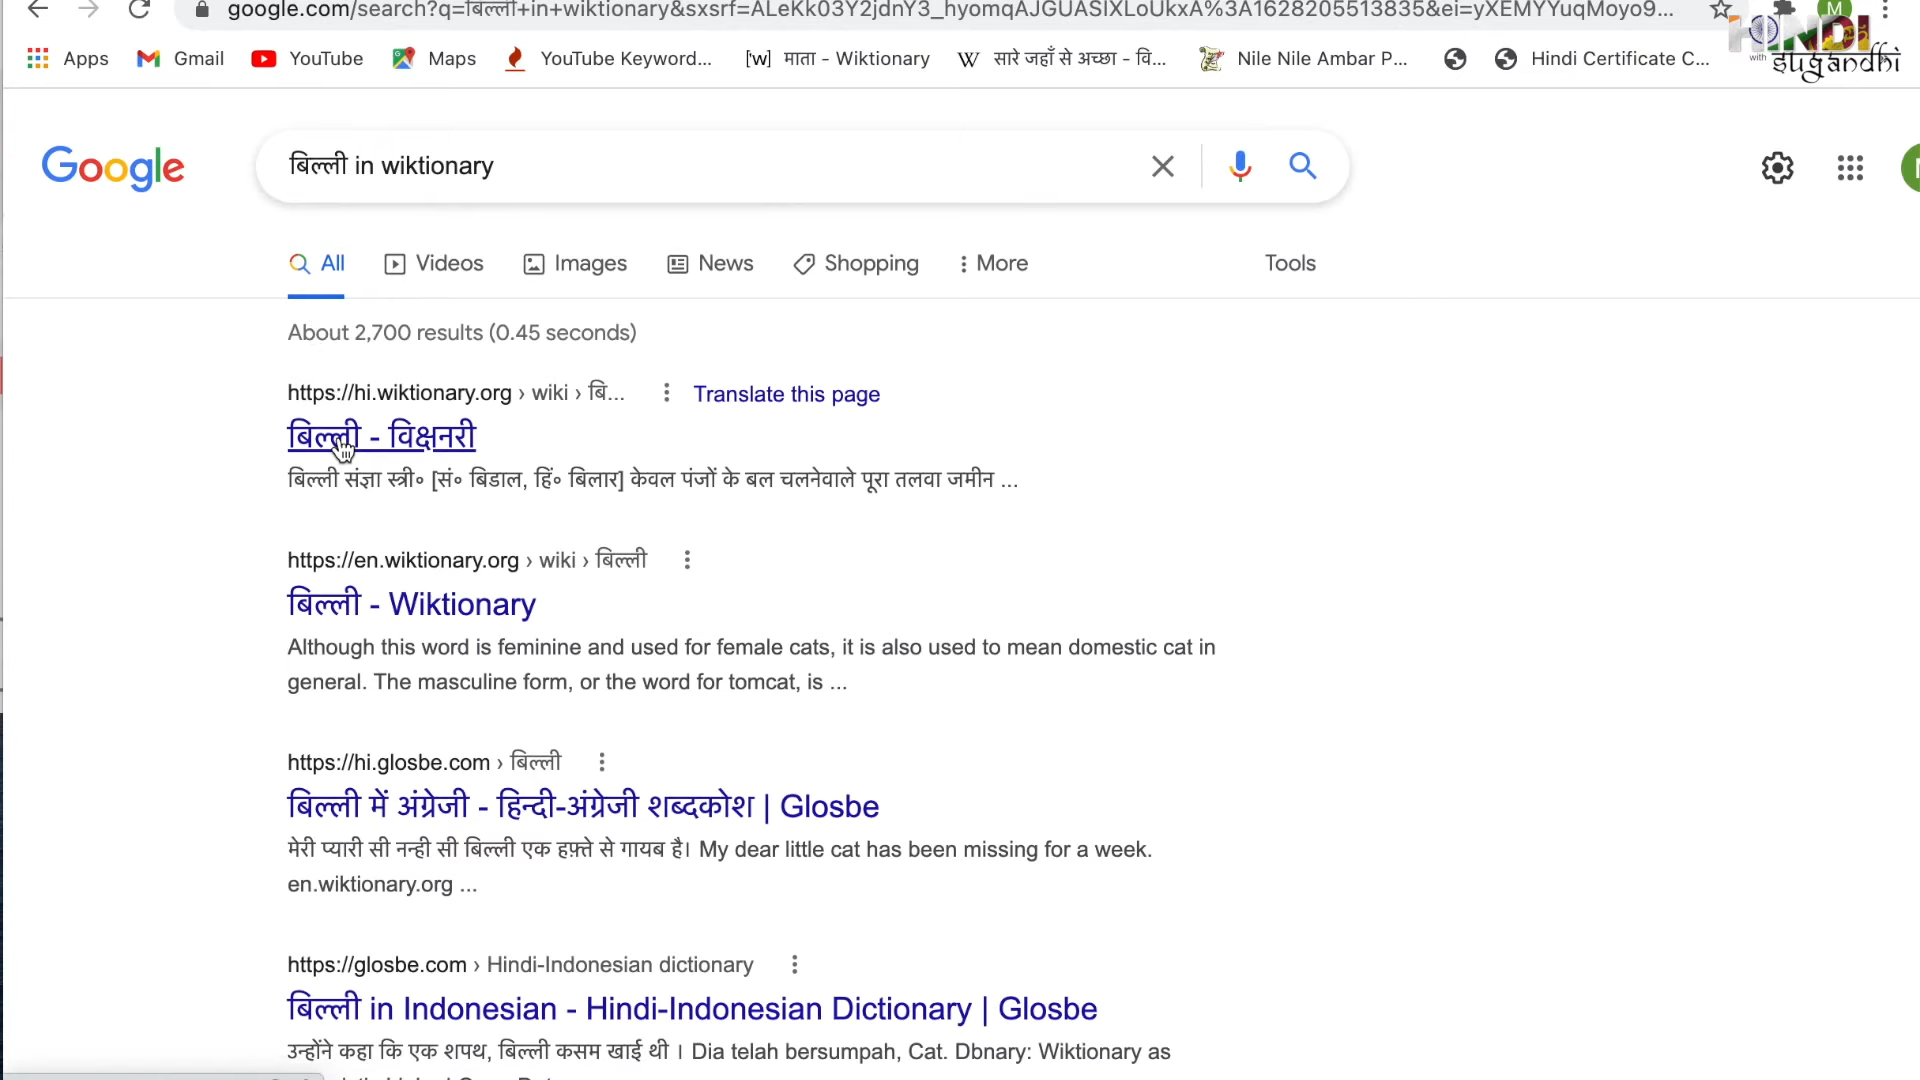 google.com/search?q=बिल्ली+in+wiktionary&sxsrf=ALeKk03Y2jdnY3_hyomqAJGUASIXLoUkxA%3A1628205513835&ei=yXEMYYuqMoyo9...
M
HINDI
with sugandhi
Apps Gmail YouTube Maps YouTube Keyword... ['w] माता - Wiktionary W सारे जहाँ से अच्छा - वि... Nile Nile Ambar P... Hindi Certificate C...
Google बिल्ली in wiktionary
All Videos Images News Shopping More Tools
About 2,700 results (0.45 seconds)
https://hi.wiktionary.org › wiki › बि... Translate this page
बिल्ली - विक्षनरी
बिल्ली संज्ञा स्त्री॰ [सं॰ बिडाल, हिं॰ बिलार] केवल पंजों के बल चलनेवाले पूरा तलवा जमीन ...
https://en.wiktionary.org › wiki › बिल्ली
बिल्ली - Wiktionary
Although this word is feminine and used for female cats, it is also used to mean domestic cat in
general. The masculine form, or the word for tomcat, is ...
https://hi.glosbe.com › बिल्ली
बिल्ली में अंग्रेजी - हिन्दी-अंग्रेजी शब्दकोश | Glosbe
मेरी प्यारी सी नन्ही सी बिल्ली एक हफ़्ते से गायब है। My dear little cat has been missing for a week.
en.wiktionary.org ...
https://glosbe.com › Hindi-Indonesian dictionary
बिल्ली in Indonesian - Hindi-Indonesian Dictionary | Glosbe
उन्होंने कहा कि एक शपथ, बिल्ली कसम खाई थी । Dia telah bersumpah, Cat. Dbnary: Wiktionary as